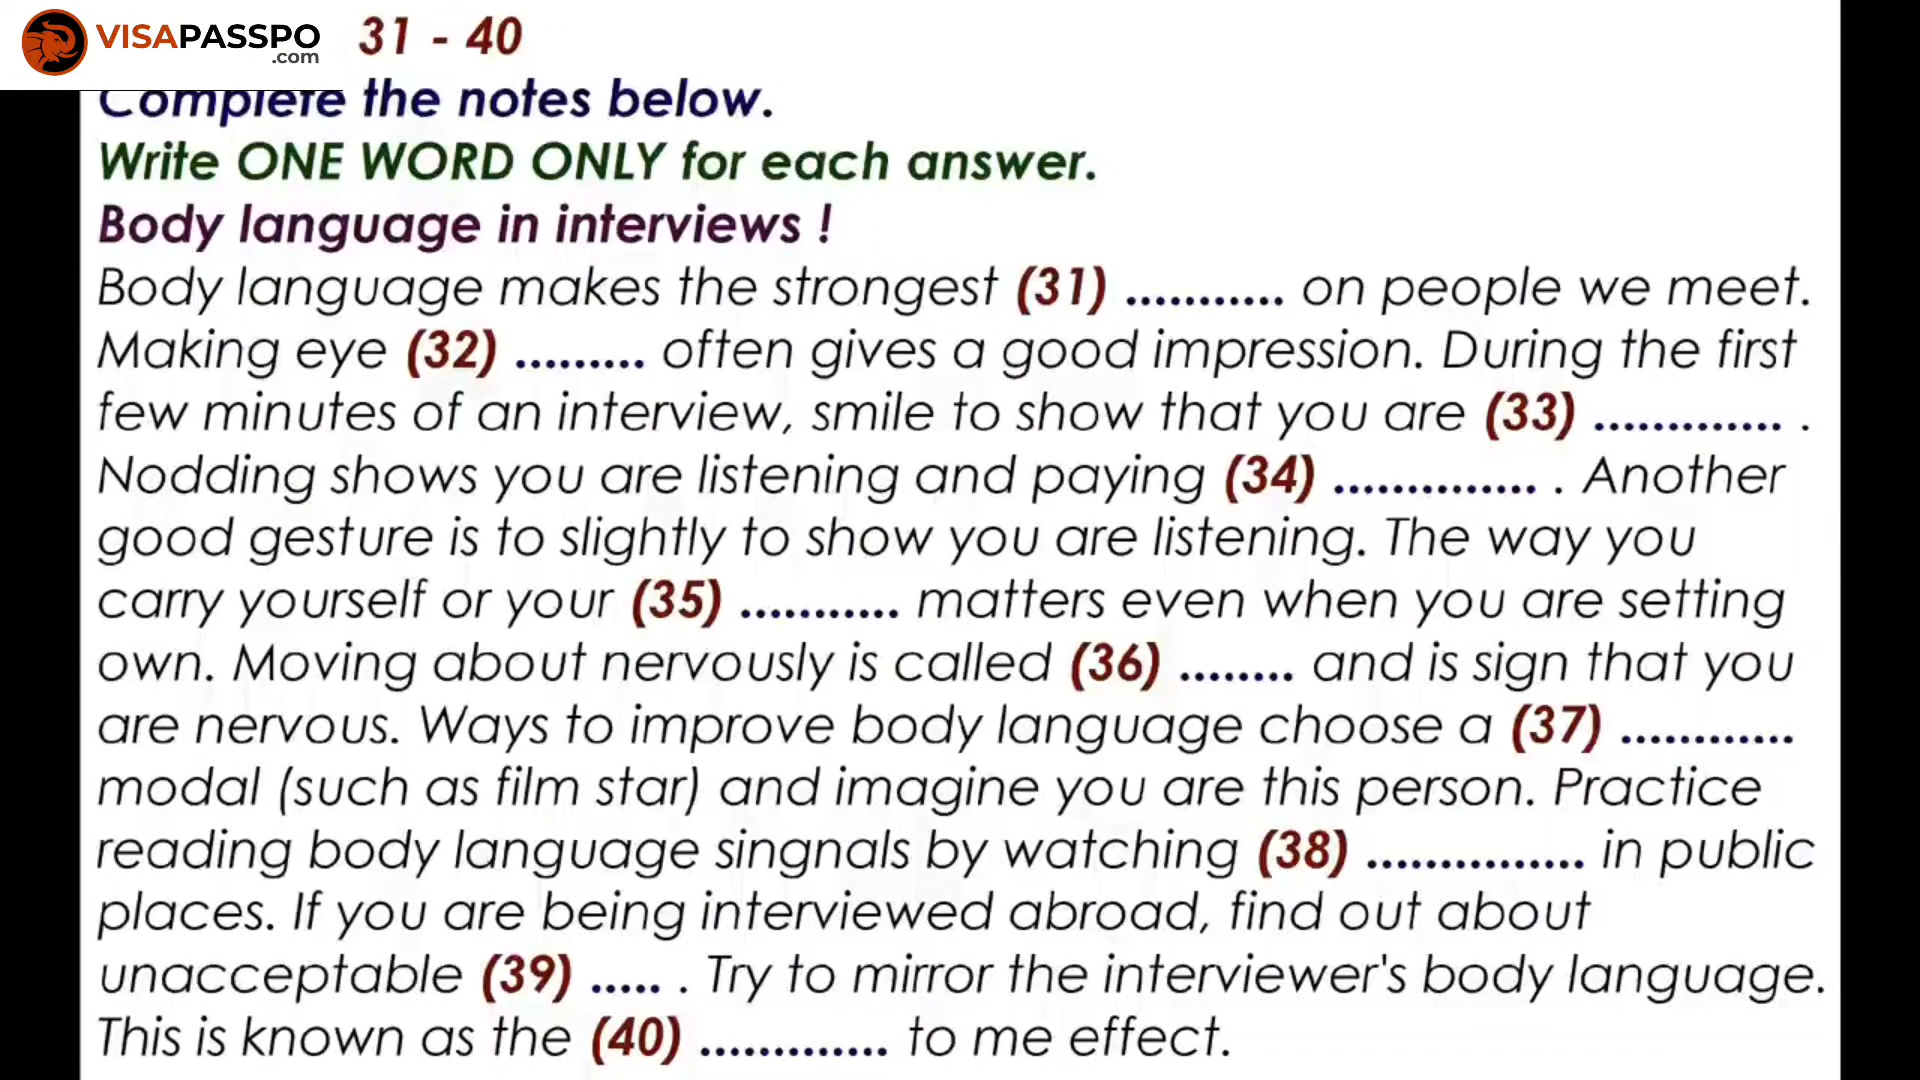 VISAPASSPO
.com
31 - 40
Complete the notes below.
Write ONE WORD ONLY for each answer.
Body language in interviews !
Body language makes the strongest (31) ........... on people we meet.
Making eye (32) ......... often gives a good impression. During the first
few minutes of an interview, smile to show that you are (33) ............. .
Nodding shows you are listening and paying (34) .............. . Another
good gesture is to slightly to show you are listening. The way you
carry yourself or your (35) ........... matters even when you are setting
own. Moving about nervously is called (36) ........ and is sign that you
are nervous. Ways to improve body language choose a (37) ............
modal (such as film star) and imagine you are this person. Practice
reading body language singnals by watching (38) ............... in public
places. If you are being interviewed abroad, find out about
unacceptable (39) ..... . Try to mirror the interviewer's body language.
This is known as the (40) ............. to me effect.